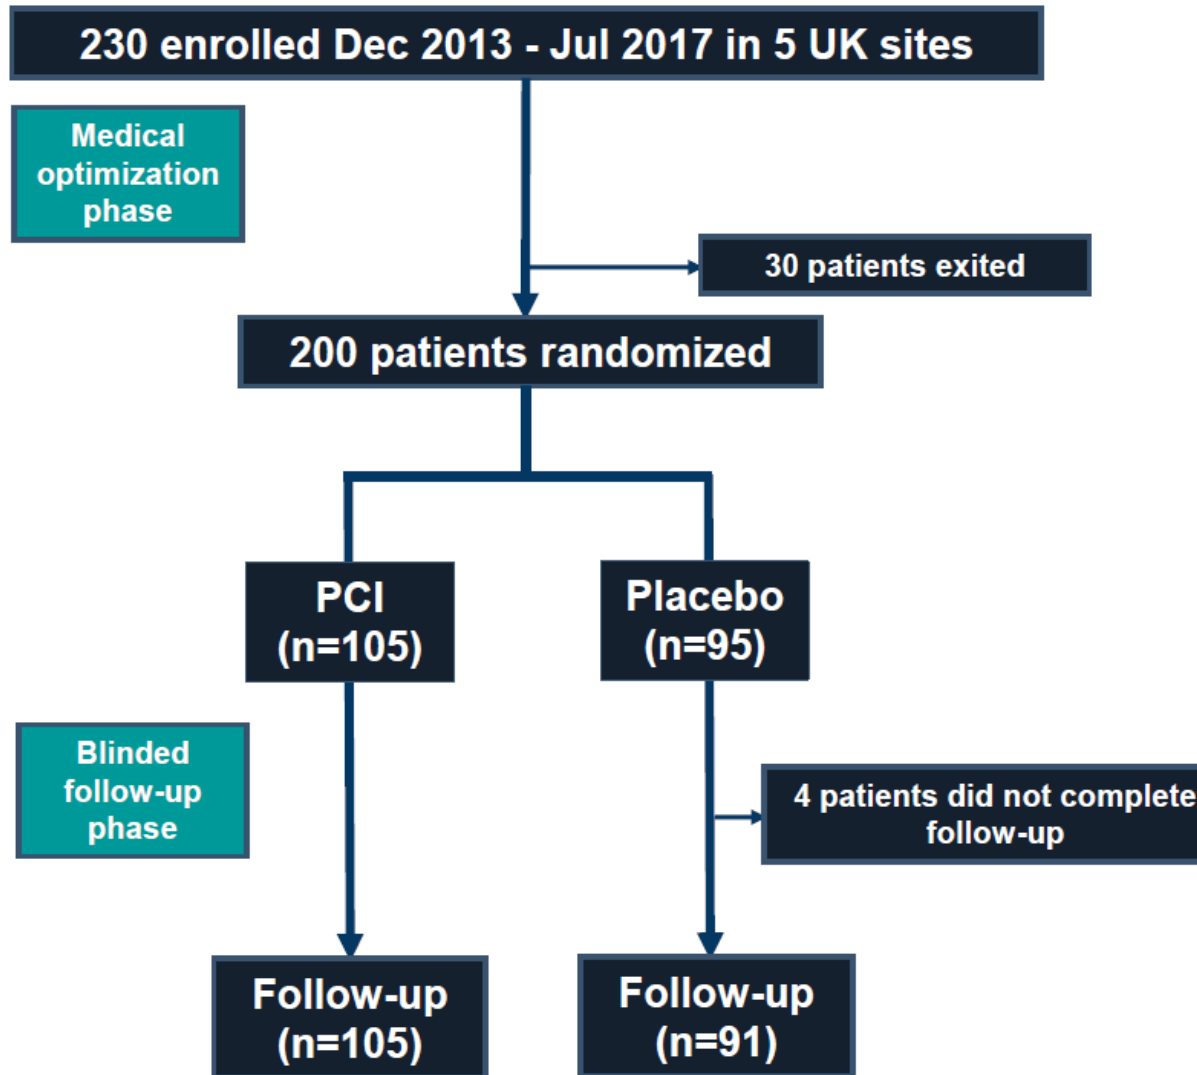 230 enrolled Dec 2013 - Jul 2017 in 5 UK sites
Medical
optimization
phase
30 patients exited
200 patients randomized
PCI
(n=105)
Placebo
(n=95)
Blinded
follow-up
phase
4 patients did not complete
follow-up
Follow-up
(n=105)
Follow-up
(n=91)